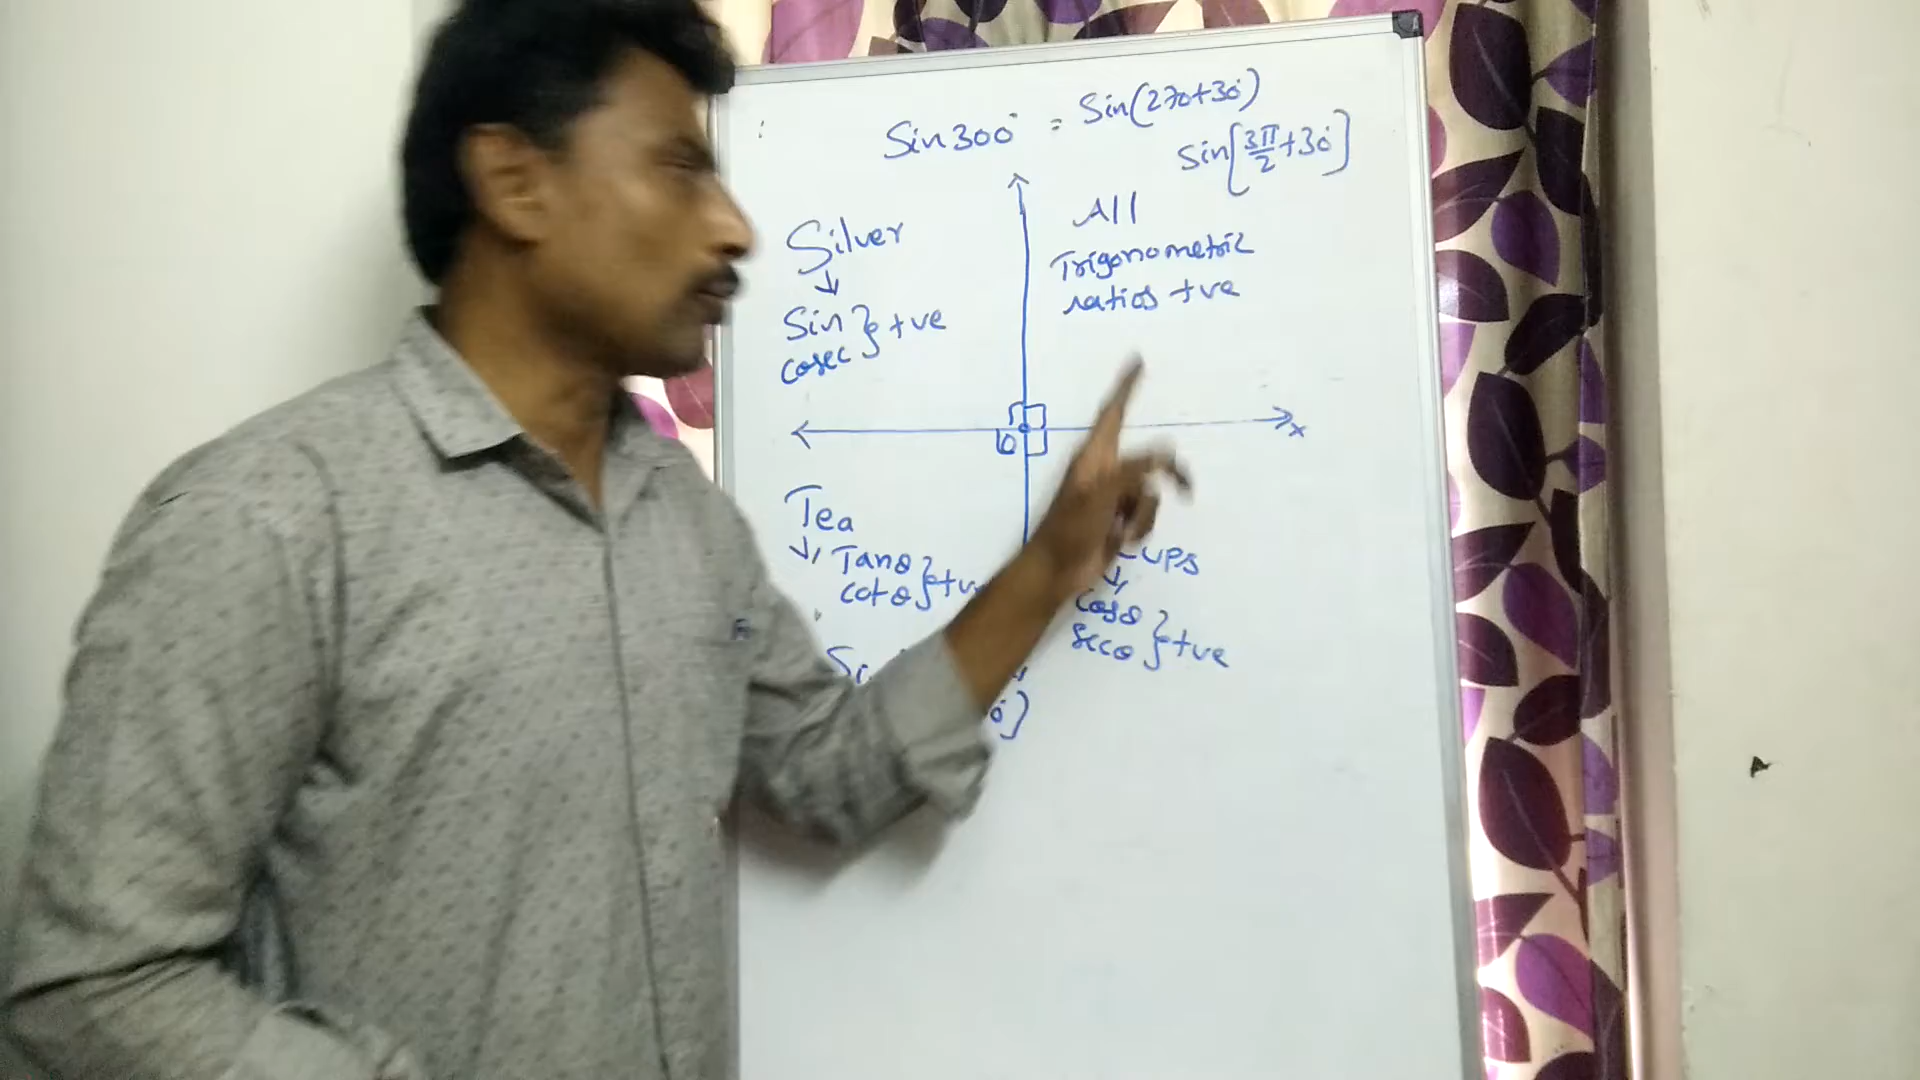 Sin300° = Sin(270+30°)
Sin[3π/2+30°]
All
Trigonometric
ratios +ve
Silver
↓
Sin } +ve
cosec
x
0
Tea
↓
Tanθ } +ve
cotθ
cups
↓
cosθ } +ve
secθ